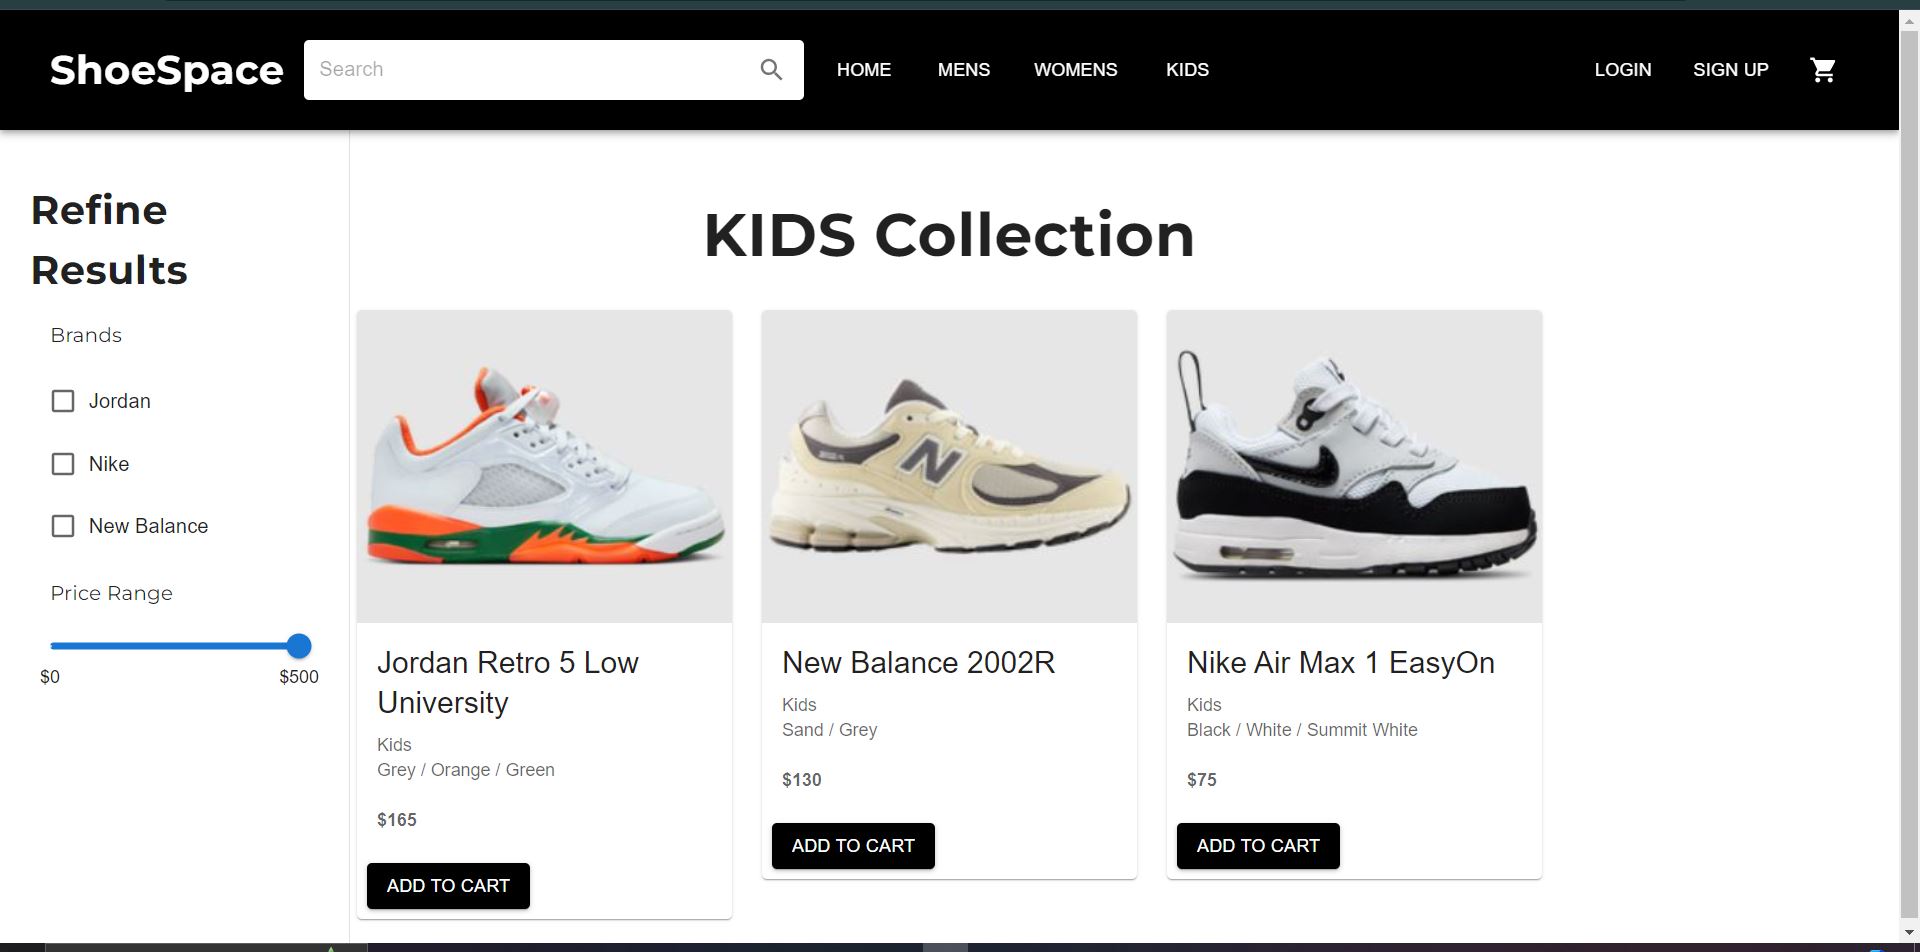 ShoeSpace
Search
HOME
MENS
WOMENS
KIDS
LOGIN
SIGN UP
Refine
Results
Brands
Jordan
Nike
New Balance
Price Range
$0
$500
KIDS Collection
N
Jordan Retro 5 Low
University
Kids
Grey / Orange / Green
$165
ADD TO CART
New Balance 2002R
Kids
Sand / Grey
$130
ADD TO CART
Nike Air Max 1 EasyOn
Kids
Black / White / Summit White
$75
ADD TO CART